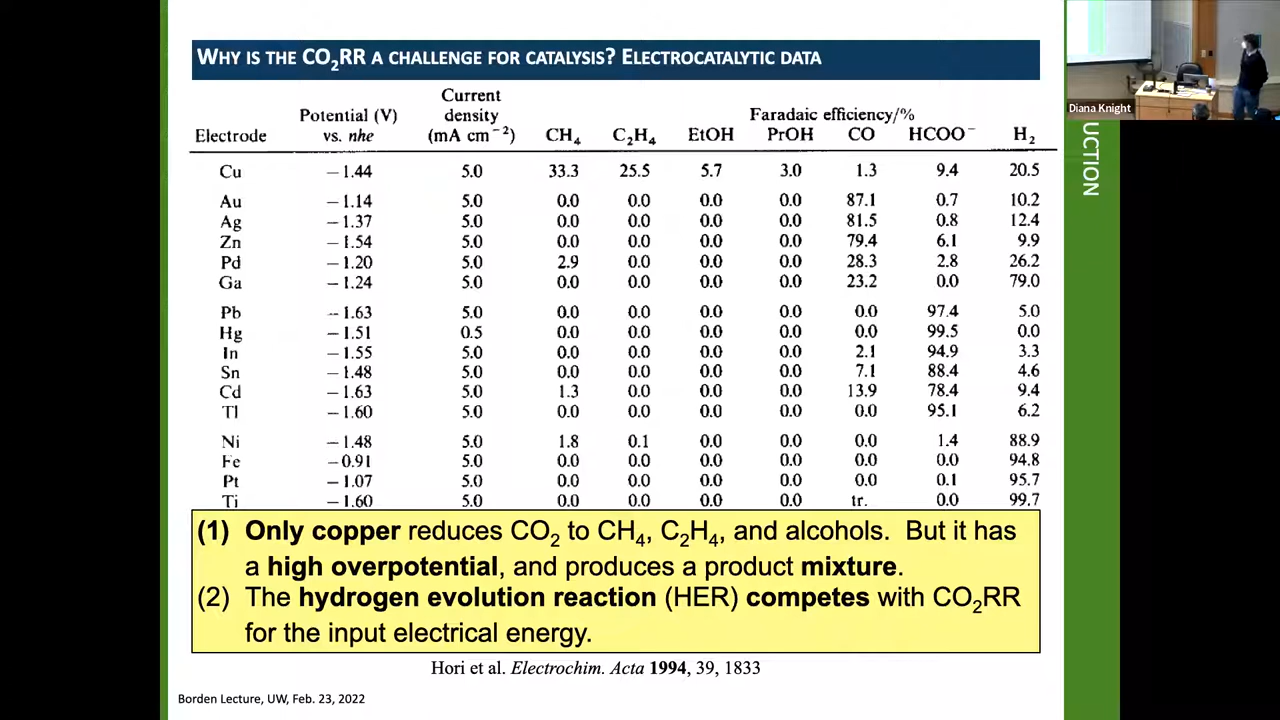 WHY IS THE CO₂RR A CHALLENGE FOR CATALYSIS? ELECTROCATALYTIC DATA
Diana Knight
UCTION
Current
Potential (V) density Faradaic efficiency/%
Electrode vs. nhe (mA cm⁻²) CH₄ C₂H₄ EtOH PrOH CO HCOO⁻ H₂
Cu −1.44 5.0 33.3 25.5 5.7 3.0 1.3 9.4 20.5
Au −1.14 5.0 0.0 0.0 0.0 0.0 87.1 0.7 10.2
Ag −1.37 5.0 0.0 0.0 0.0 0.0 81.5 0.8 12.4
Zn −1.54 5.0 0.0 0.0 0.0 0.0 79.4 6.1 9.9
Pd −1.20 5.0 2.9 0.0 0.0 0.0 28.3 2.8 26.2
Ga −1.24 5.0 0.0 0.0 0.0 0.0 23.2 0.0 79.0
Pb −1.63 5.0 0.0 0.0 0.0 0.0 0.0 97.4 5.0
Hg −1.51 0.5 0.0 0.0 0.0 0.0 0.0 99.5 0.0
In −1.55 5.0 0.0 0.0 0.0 0.0 2.1 94.9 3.3
Sn −1.48 5.0 0.0 0.0 0.0 0.0 7.1 88.4 4.6
Cd −1.63 5.0 1.3 0.0 0.0 0.0 13.9 78.4 9.4
Tl −1.60 5.0 0.0 0.0 0.0 0.0 0.0 95.1 6.2
Ni −1.48 5.0 1.8 0.1 0.0 0.0 0.0 1.4 88.9
Fe −0.91 5.0 0.0 0.0 0.0 0.0 0.0 0.0 94.8
Pt −1.07 5.0 0.0 0.0 0.0 0.0 0.0 0.1 95.7
Ti −1.60 5.0 0.0 0.0 0.0 0.0 tr. 0.0 99.7
(1) Only copper reduces CO₂ to CH₄, C₂H₄, and alcohols. But it has
a high overpotential, and produces a product mixture.
(2) The hydrogen evolution reaction (HER) competes with CO₂RR
for the input electrical energy.
Hori et al. Electrochim. Acta 1994, 39, 1833
Borden Lecture, UW, Feb. 23, 2022